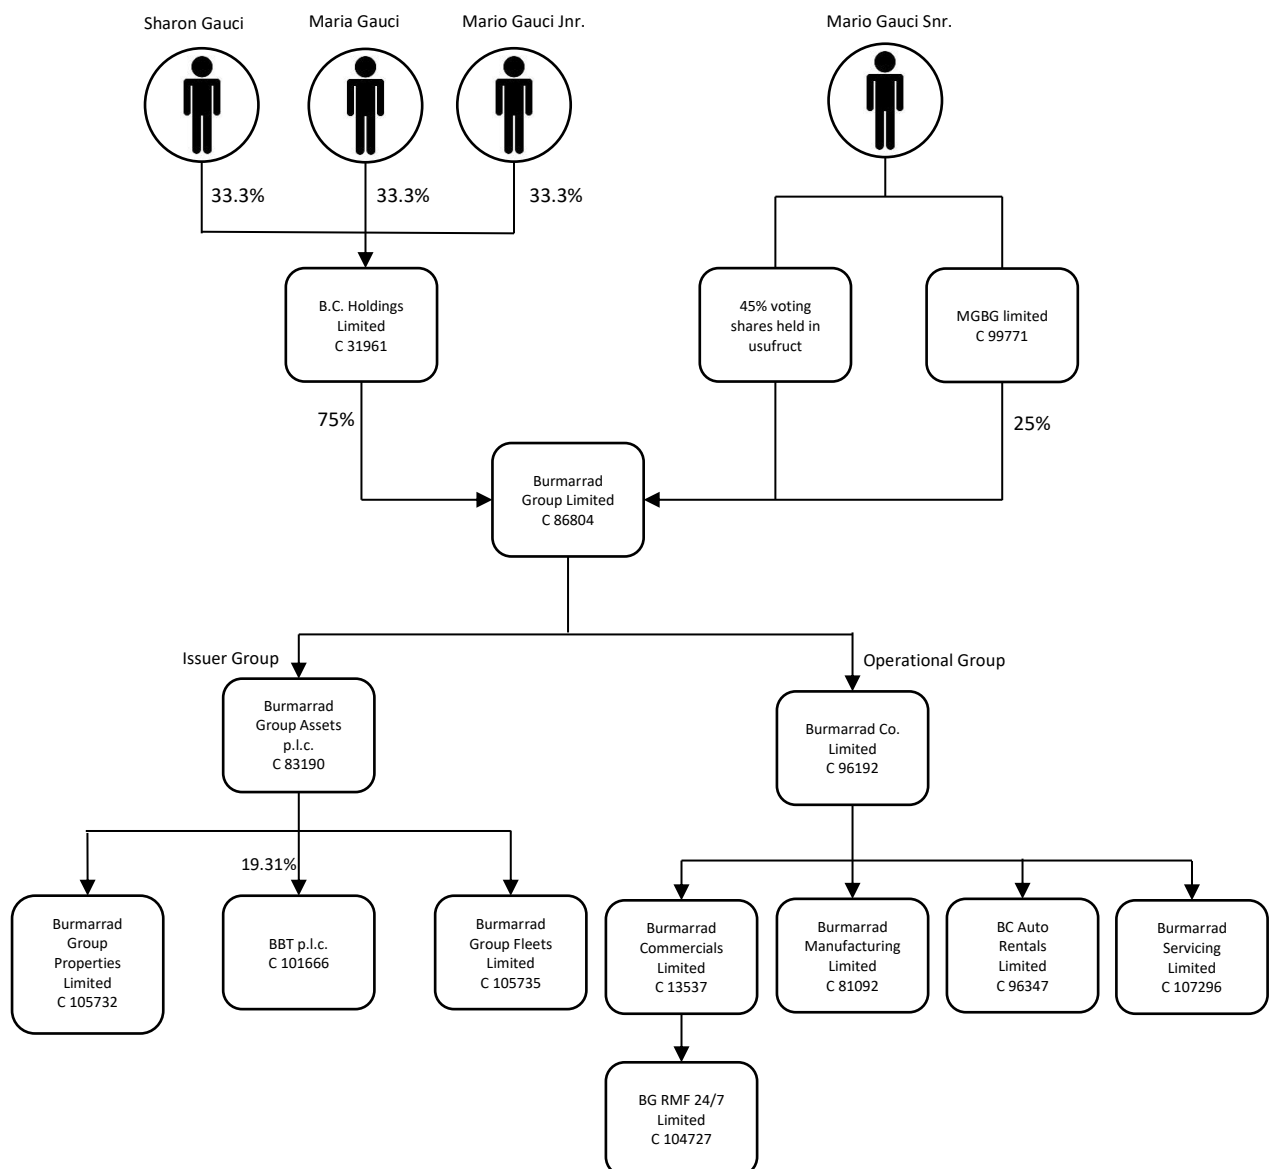 Sharon Gauci
Maria Gauci
Mario Gauci Jnr.
Mario Gauci Snr.
33.3%
33.3%
33.3%
B.C. Holdings
Limited
C 31961
45% voting
shares held in
usufruct
MGBG limited
C 99771
75%
25%
Burmarrad
Group Limited
C 86804
Issuer Group
Operational Group
Burmarrad
Group Assets
p.l.c.
C 83190
Burmarrad Co.
Limited
C 96192
19.31%
Burmarrad
Group
Properties
Limited
C 105732
BBT p.l.c.
C 101666
Burmarrad
Group Fleets
Limited
C 105735
Burmarrad
Commercials
Limited
C 13537
Burmarrad
Manufacturing
Limited
C 81092
BC Auto
Rentals
Limited
C 96347
Burmarrad
Servicing
Limited
C 107296
BG RMF 24/7
Limited
C 104727